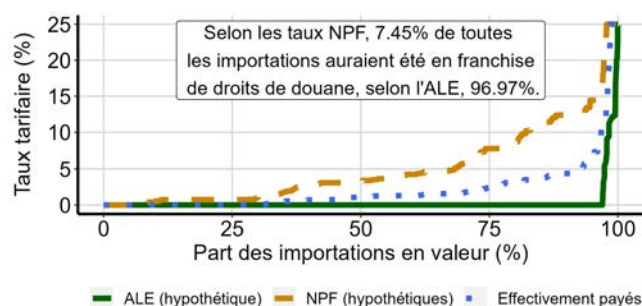 Selon les taux NPF, 7.45% de toutes
les importations auraient été en franchise
de droits de douane, selon l'ALE, 96.97%.
Taux tarifaire (%)
25
20
15
10
5
0
0 25 50 75 100
Part des importations en valeur (%)
ALE (hypothétique) NPF (hypothétiques) Effectivement payés